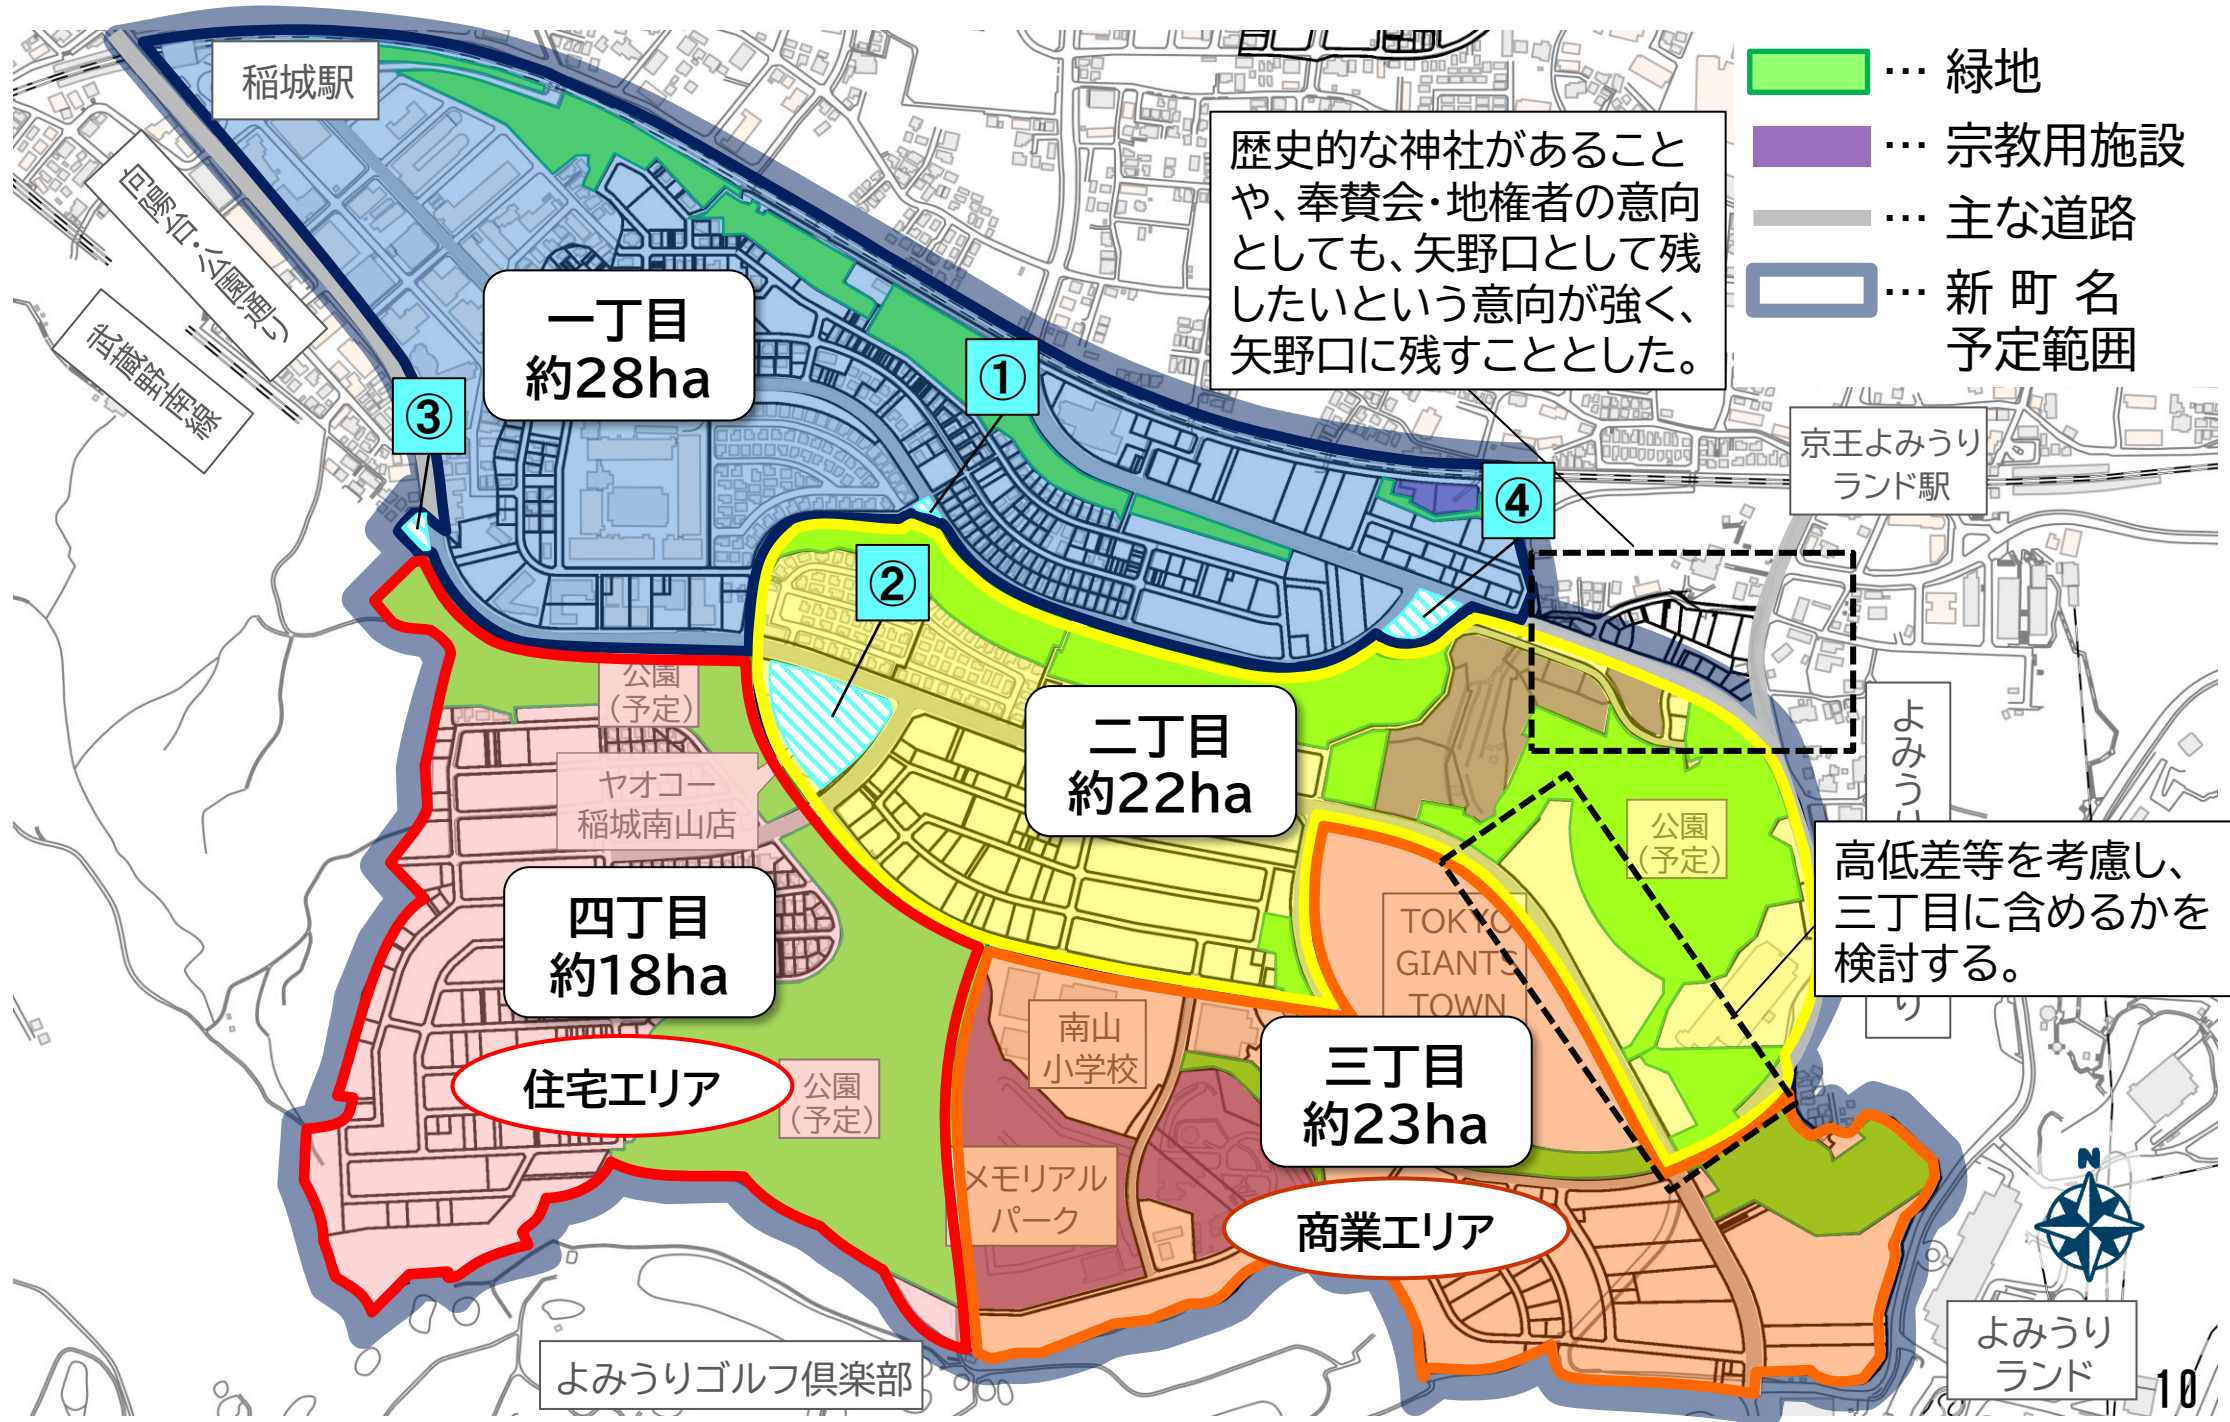 稲城駅
向陽台・公園通り
武蔵野南線
… 緑地
… 宗教用施設
… 主な道路
… 新町名
予定範囲
歴史的な神社があること
や、奉賛会・地権者の意向
としても、矢野口として残
したいという意向が強く、
矢野口に残すこととした。
一丁目
約28ha
①
③
④
②
京王よみうり
ランド駅
公園
(予定)
ヤオコー
稲城南山店
二丁目
約22ha
よみう
り
公園
(予定)
高低差等を考慮し、
三丁目に含めるかを
検討する。
四丁目
約18ha
住宅エリア
TOKYO
GIANTS
TOWN
南山
小学校
三丁目
約23ha
公園
(予定)
メモリアル
パーク
商業エリア
N
よみうりゴルフ倶楽部
よみうり
ランド
10